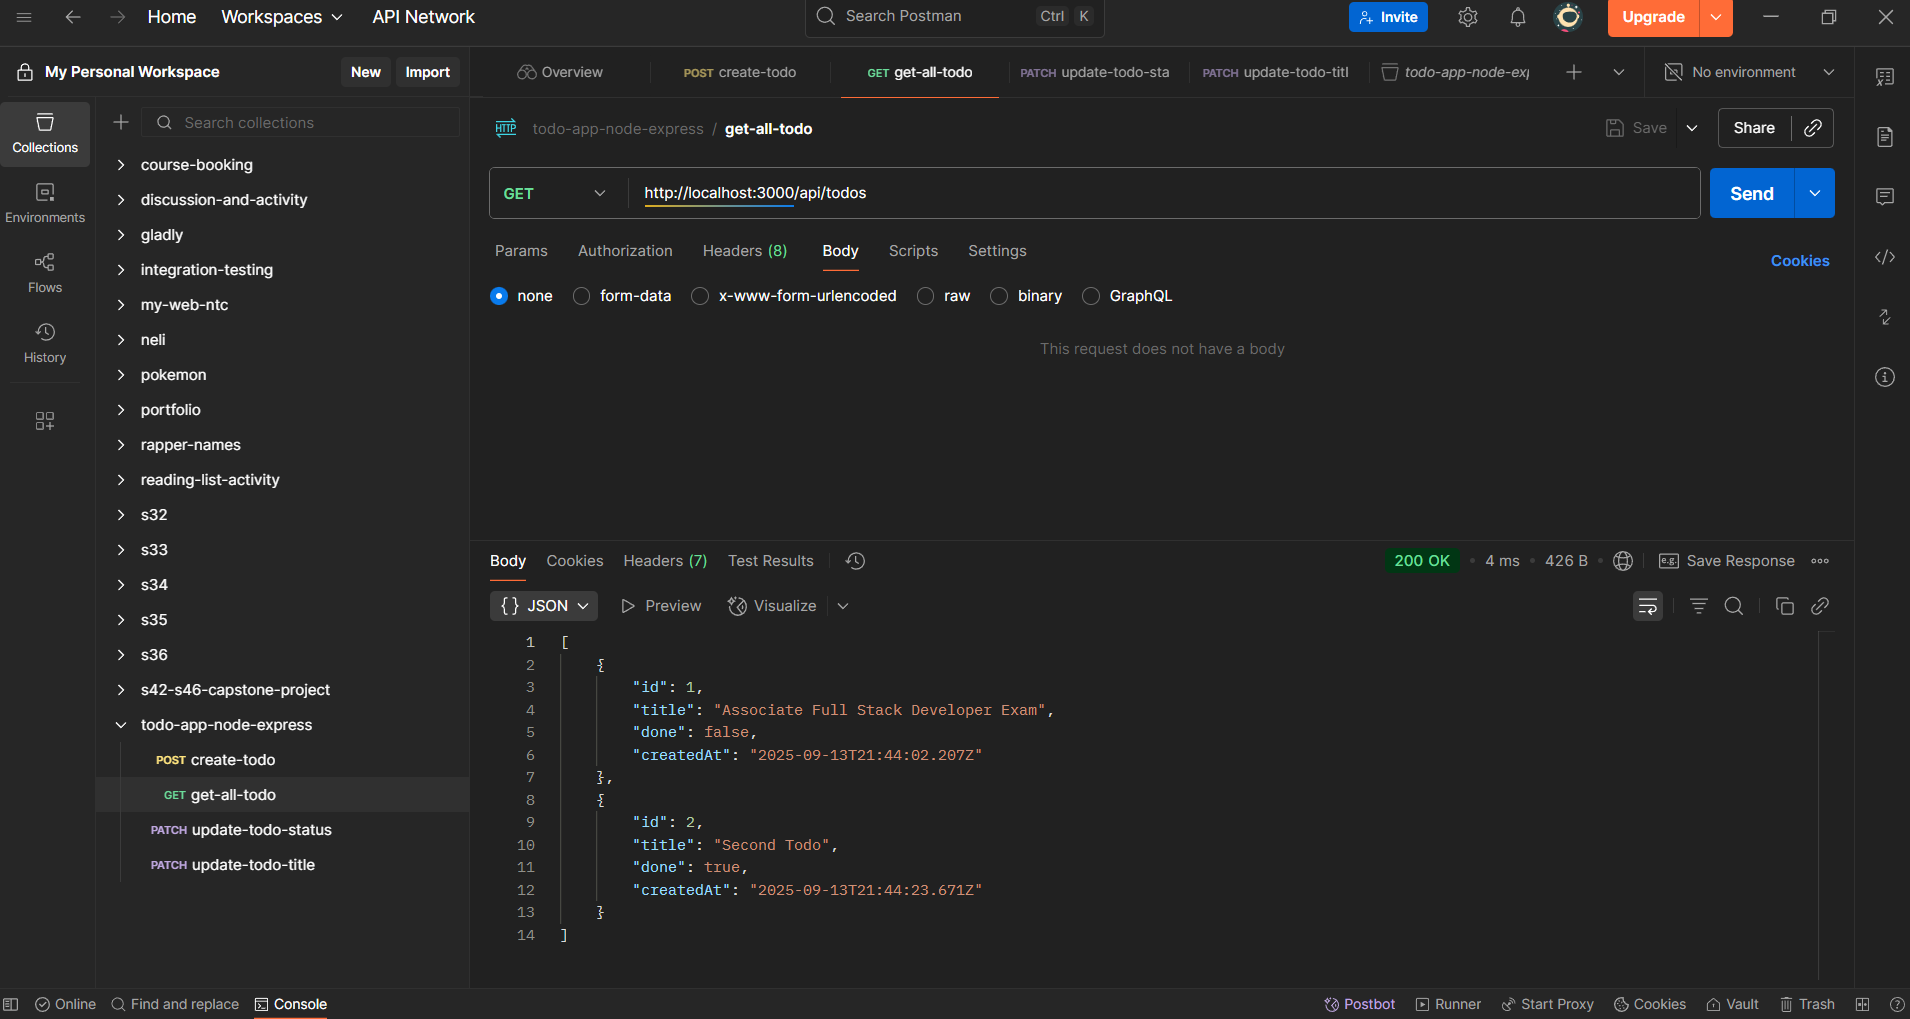 Home Workspaces API Network Search Postman Ctrl K Invite Upgrade
My Personal Workspace New Import
Overview POST create-todo GET get-all-todo PATCH update-todo-sta PATCH update-todo-titl todo-app-node-exp No environment
Collections
Environments
Flows
History
Search collections
course-booking
discussion-and-activity
gladly
integration-testing
my-web-ntc
neli
pokemon
portfolio
rapper-names
reading-list-activity
s32
s33
s34
s35
s36
s42-s46-capstone-project
todo-app-node-express
POST create-todo
GET get-all-todo
PATCH update-todo-status
PATCH update-todo-title
HTTP todo-app-node-express / get-all-todo Save Share
GET http://localhost:3000/api/todos Send
Params Authorization Headers (8) Body Scripts Settings Cookies
none form-data x-www-form-urlencoded raw binary GraphQL
This request does not have a body
Body Cookies Headers (7) Test Results 200 OK • 4 ms • 426 B • e.g. Save Response
{} JSON Preview Visualize
1 [
2 {
3 "id": 1,
4 "title": "Associate Full Stack Developer Exam",
5 "done": false,
6 "createdAt": "2025-09-13T21:44:02.207Z"
7 },
8 {
9 "id": 2,
10 "title": "Second Todo",
11 "done": true,
12 "createdAt": "2025-09-13T21:44:23.671Z"
13 }
14 ]
Online Find and replace Console Postbot Runner Start Proxy Cookies Vault Trash